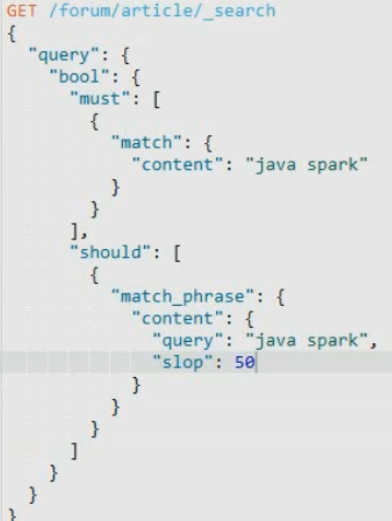 GET /forum/article/_search
{
  "query": {
    "bool": {
      "must": [
        {
          "match": {
            "content": "java spark"
          }
        }
      ],
      "should": [
        {
          "match_phrase": {
            "content": {
              "query": "java spark",
              "slop": 50
            }
          }
        }
      ]
    }
  }
}